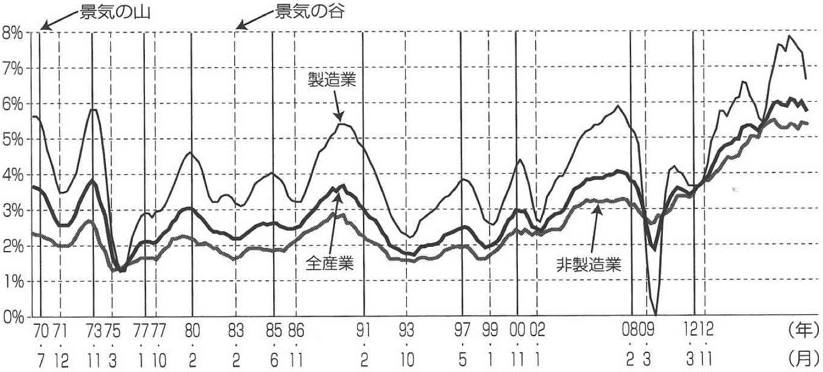 景気の山 景気の谷
8%
7%
製造業
6%
5%
4%
3%
2%
全産業 非製造業
1%
0%
70 71 73 75 77 77 80 83 85 86 91 93 97 99 00 02 08 09 12 12 (年)
・ ・ ・ ・ ・ ・ ・ ・ ・ ・ ・ ・ ・ ・ ・ ・ ・ ・ ・ ・ ・
7 12 11 3 1 10 2 2 6 11 2 10 5 1 11 1 2 3 3 11 (月)